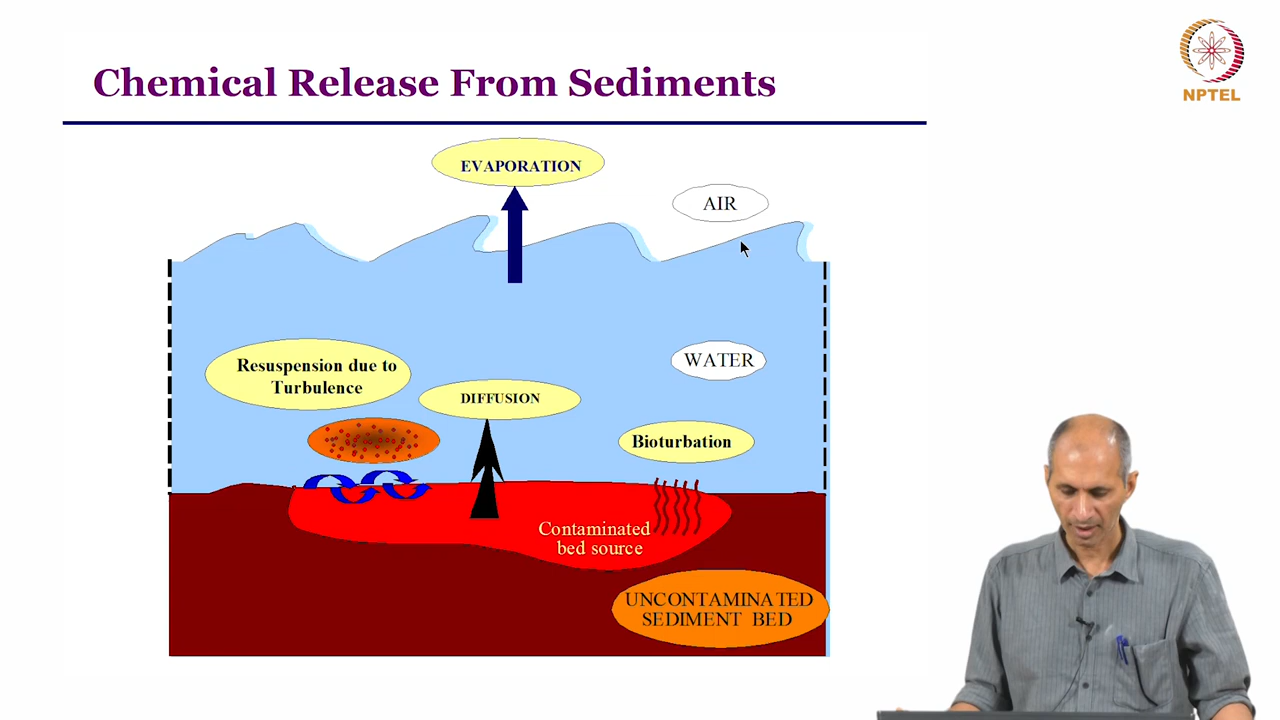 Chemical Release From Sediments
NPTEL
EVAPORATION
AIR
Resuspension due to
Turbulence
WATER
DIFFUSION
Bioturbation
Contaminated
bed source
UNCONTAMINATED
SEDIMENT BED